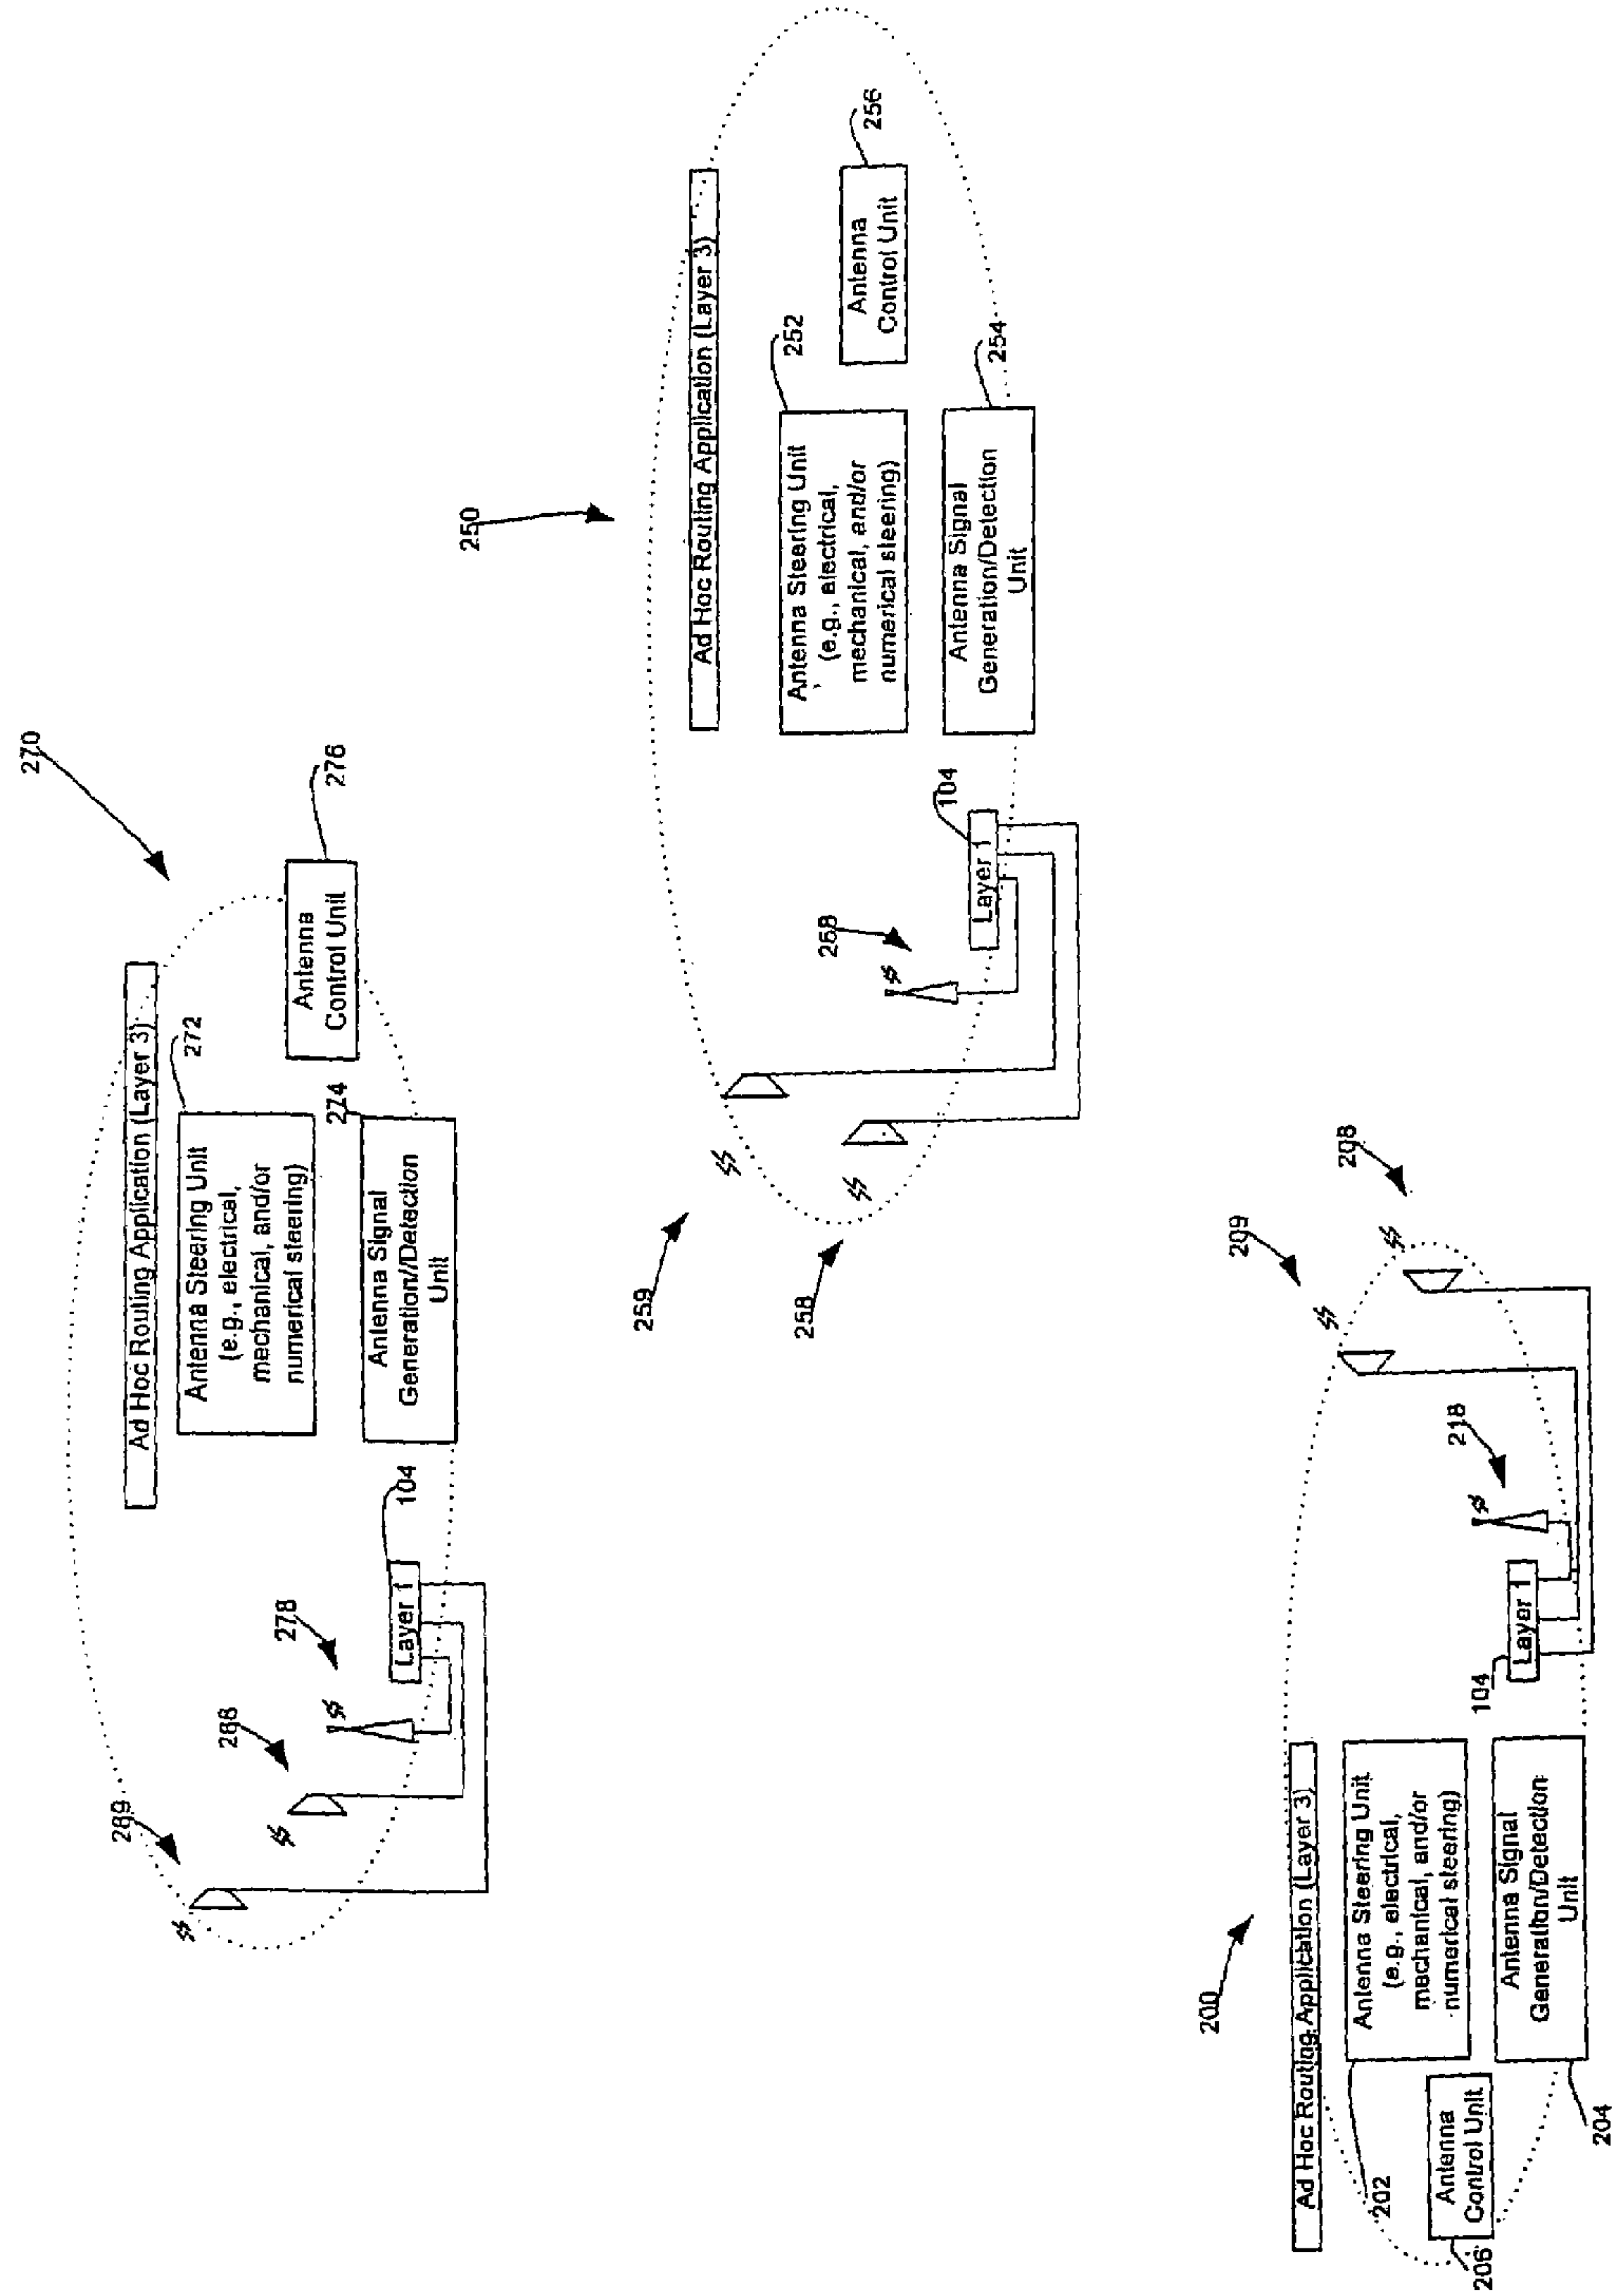 270
Ad Hoc Routing Application (Layer 3)
272
Antenna Steering Unit
(e.g., electrical,
mechanical, and/or
numerical steering)
276
Antenna
Control Unit
274
Antenna Signal
Generation//Detection
Unit
104
Layer 1
278
288
289
250
Ad Hoc Routing Application (Layer 3)
252
Antenna Steering Unit
(e.g., electrical,
mechanical, and/or
numerical steering)
256
Antenna
Control Unit
254
Antenna Signal
Generation/Detection
Unit
104
Layer 1
268
259
258
200
Ad Hoc Routing Application (Layer 3)
202
Antenna Steering Unit
(e.g., electrical,
mechanical, and/or
numerical steering)
206
Antenna
Control Unit
204
Antenna Signal
Generation/Detection
Unit
104
Layer 1
218
209
208